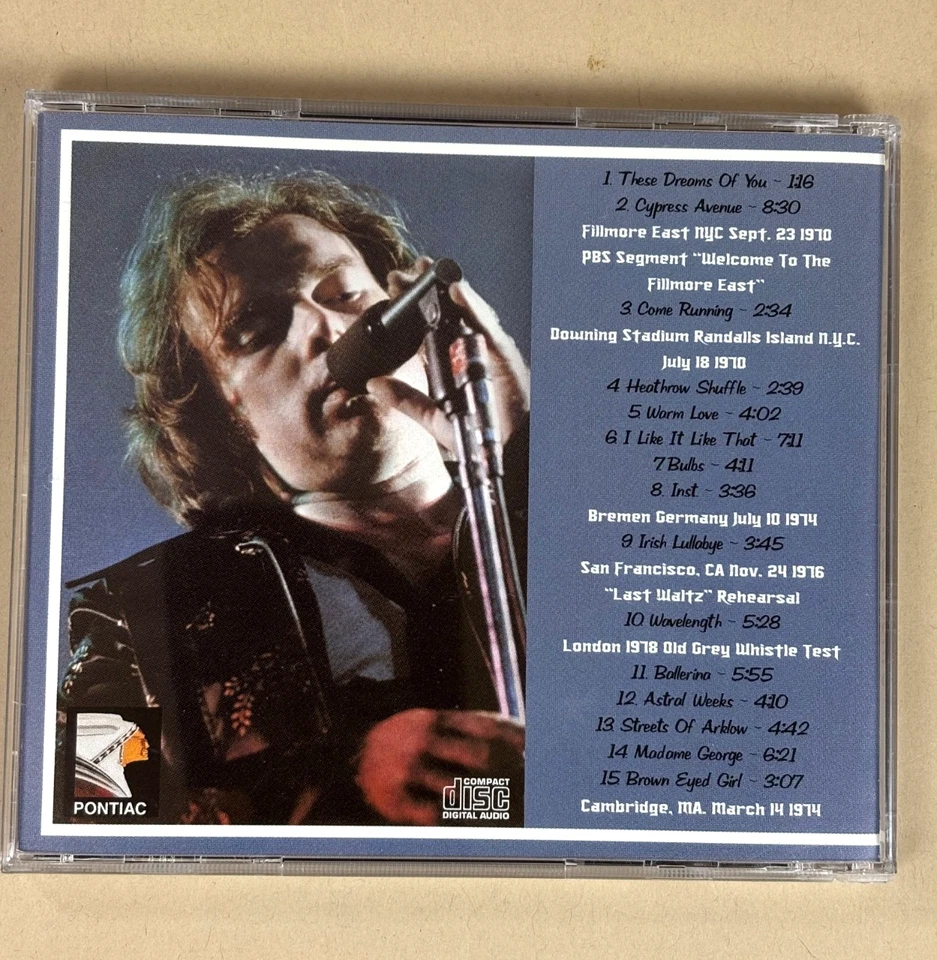 1. These Dreams Of You ~ 1:16
2. Cypress Avenue ~ 8:30
Fillmore East NYC Sept. 23 1970
PBS Segment "Welcome To The
Fillmore East"
3. Come Running ~ 2:34
Downing Stadium Randalls Island N.Y.C.
July 18 1970
4 Heathrow Shuffle ~ 2:39
5. Warm Love ~ 4:02
6. I Like It Like That ~ 7:11
7 Bulbs ~ 4:11
8. Inst. ~ 3:36
Bremen Germany July 10 1974
9 Irish Lullabye ~ 3:45
San Francisco, CA Nov. 24 1976
"Last Waltz" Rehearsal
10 Wavelength ~ 5:28
London 1978 Old Grey Whistle Test
11. Ballerina ~ 5:55
12. Astral Weeks ~ 4:10
13. Streets Of Arklow ~ 4:42
14 Madame George ~ 6:21
15 Brown Eyed Girl ~ 3:07
Cambridge, MA. March 14 1974
PONTIAC
COMPACT
disc
DIGITAL AUDIO